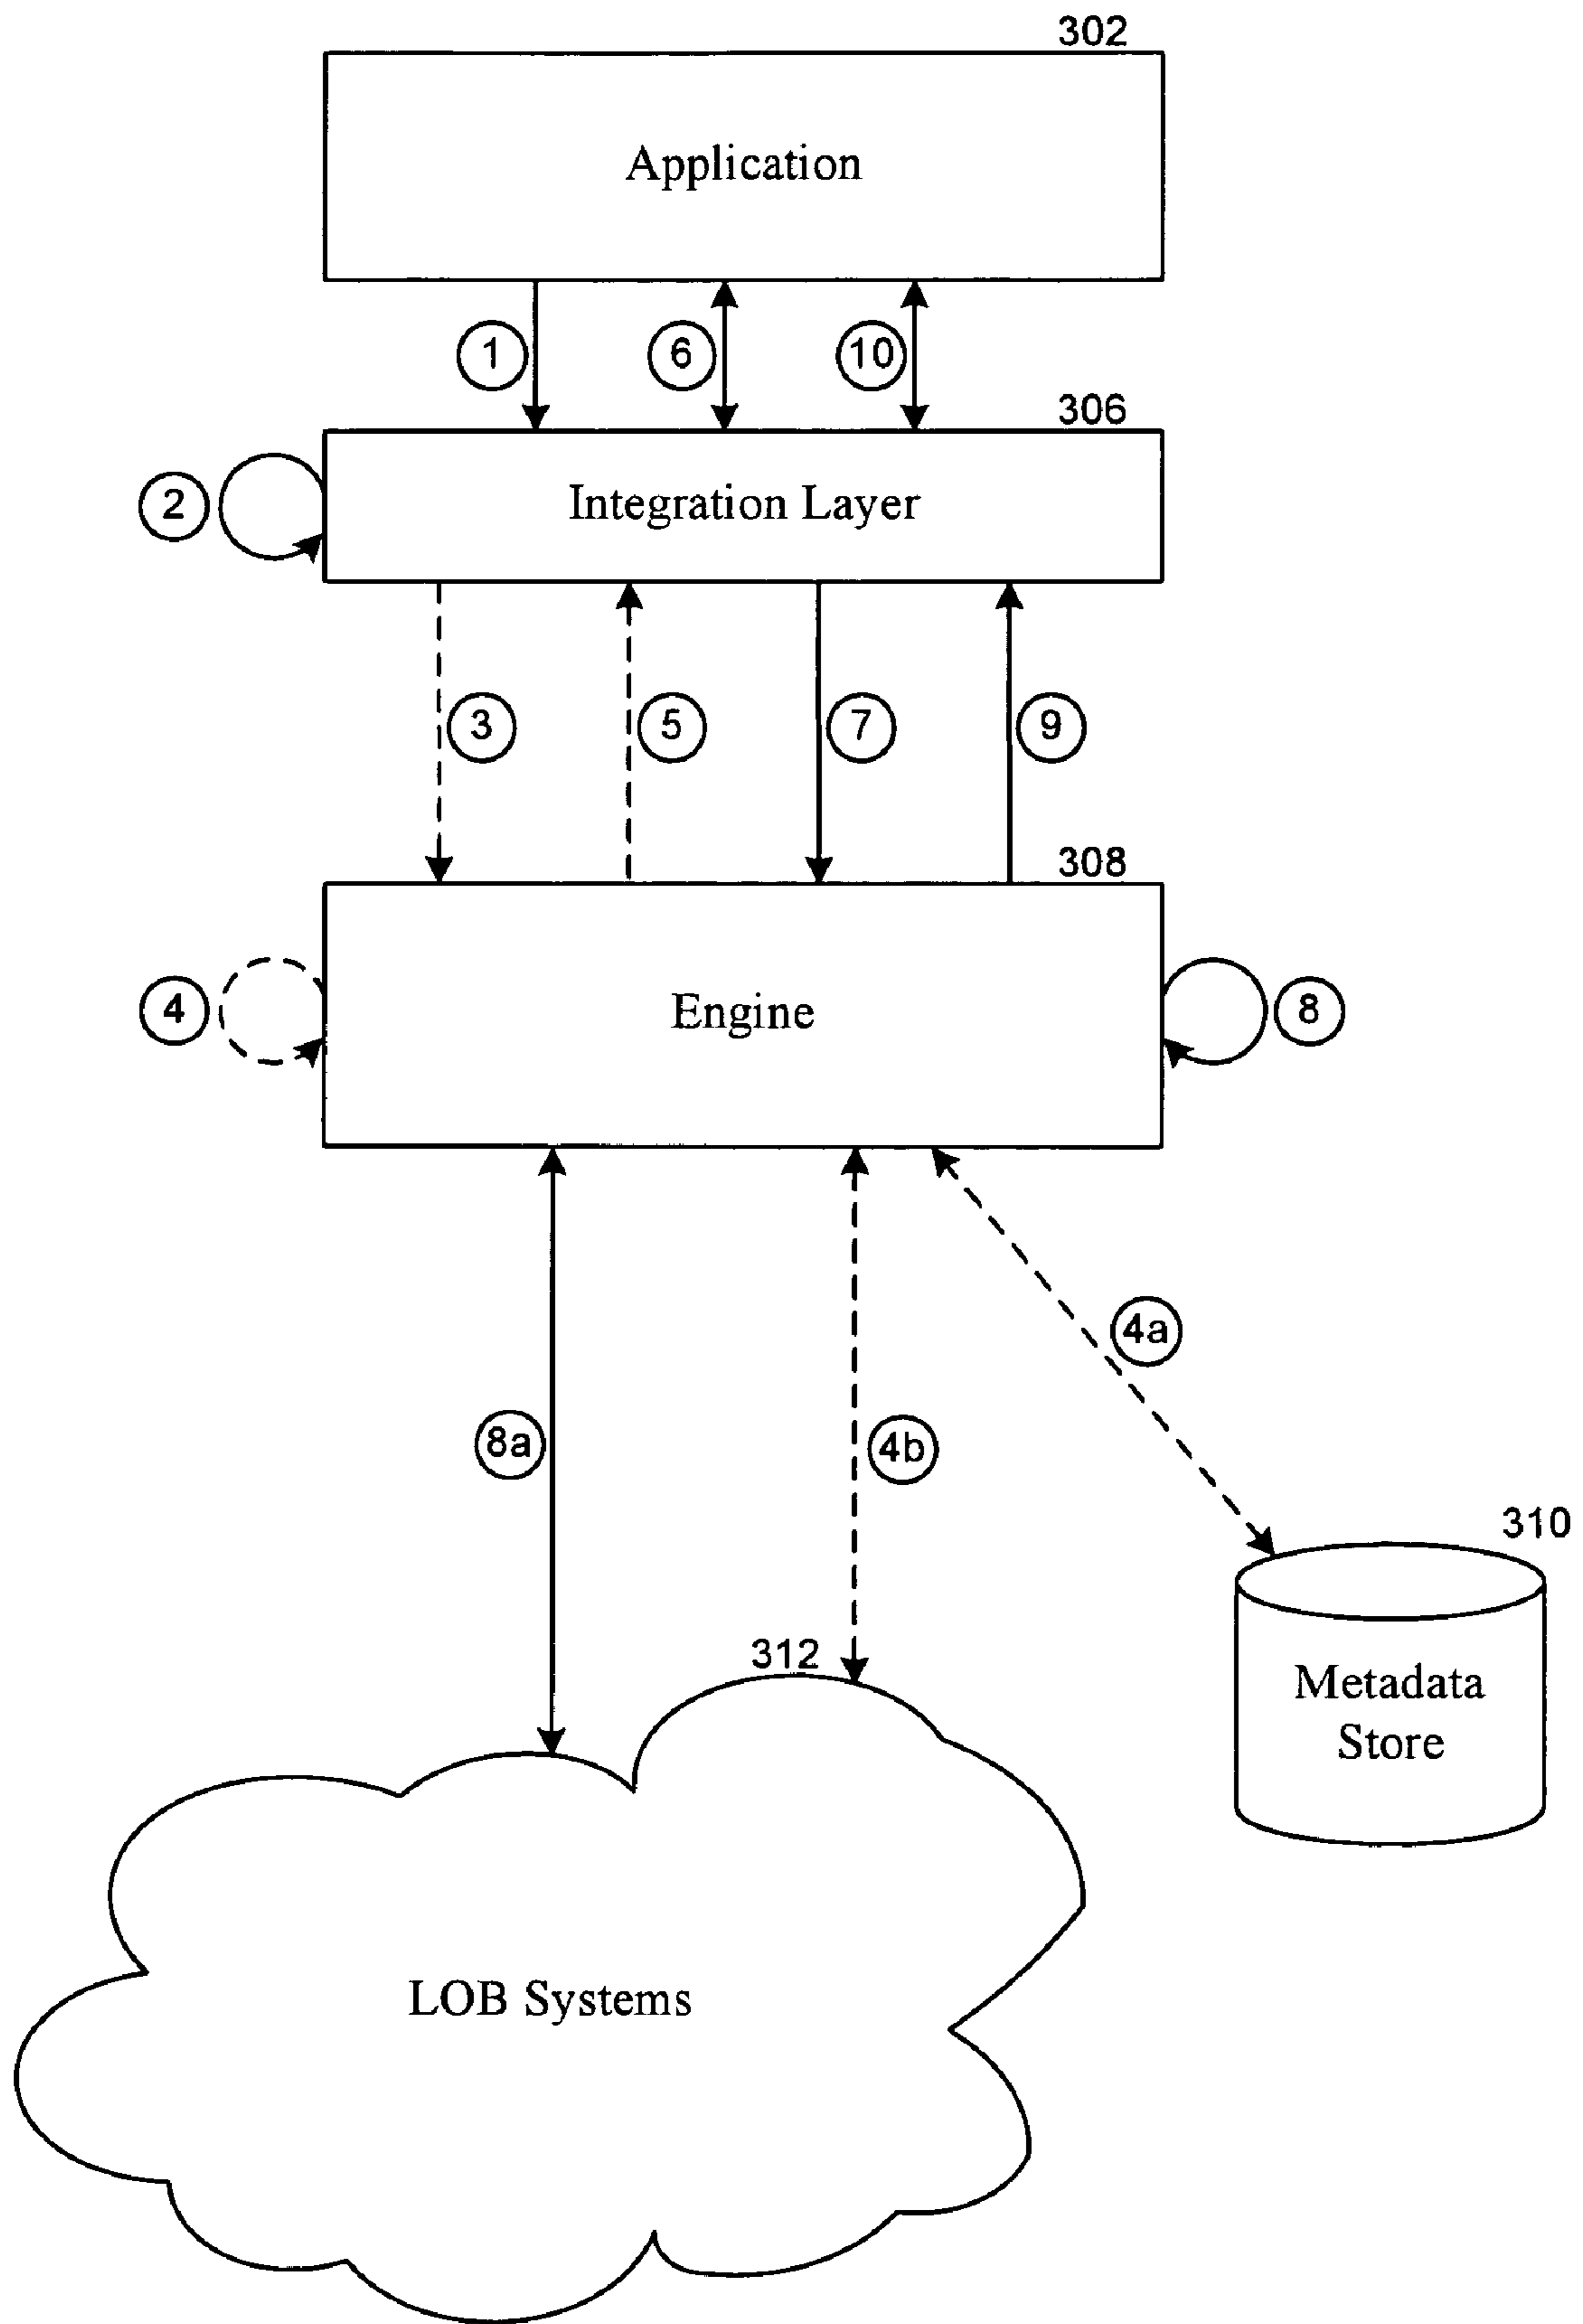 302
Application
1
6
10
306
2
Integration Layer
3
5
7
9
308
4
Engine
8
4a
8a
4b
310
312
Metadata
Store
LOB Systems